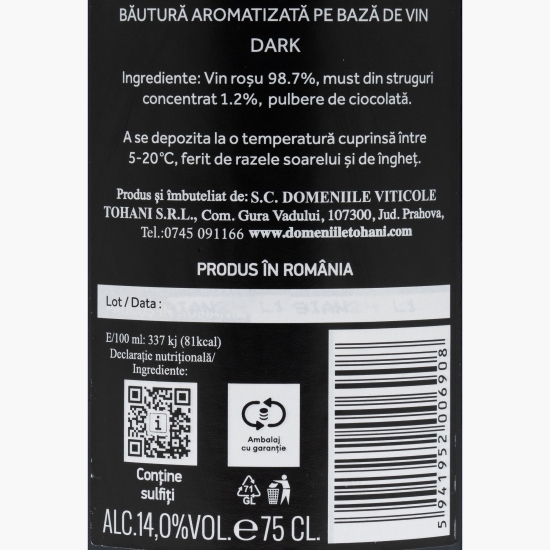 BĂUTURĂ AROMATIZATĂ PE BAZĂ DE VIN
DARK
Ingrediente: Vin roșu 98.7%, must din struguri
concentrat 1.2%, pulbere de ciocolată.
A se depozita la o temperatură cuprinsă între
5-20°C, ferit de razele soarelui și de îngheț.
Produs și îmbuteliat de: S.C. DOMENIILE VITICOLE
TOHANI S.R.L., Com. Gura Vadului, 107300, Jud. Prahova,
Tel.:0745 091166 www.domeniiletohani.com
PRODUS ÎN ROMÂNIA
Lot / Data :
E/100 ml: 337 kj (81kcal)
Declarație nutrițională/
Ingrediente:
i
Conține
sulfiți
Ambalaj
cu garanție
71
GL
ALC.14,0%VOL. e 75 CL.
5941952006908